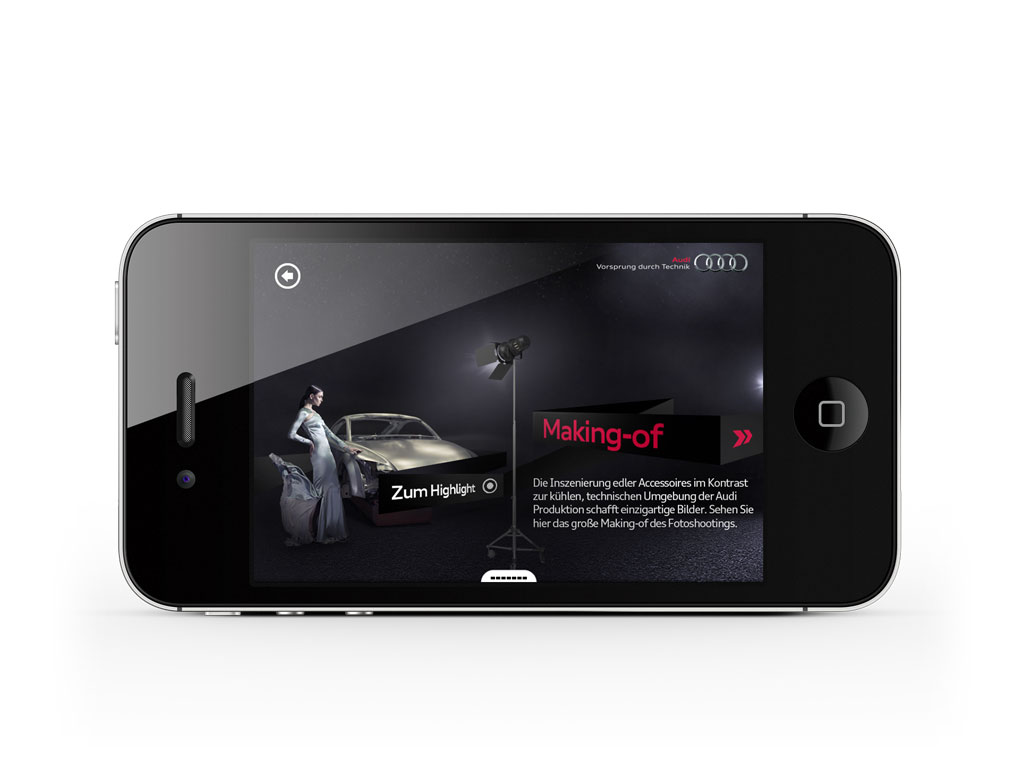 Audi
Vorsprung durch Technik
Making-of
Zum Highlight
Die Inszenierung edler Accessoires im Kontrast
zur kühlen, technischen Umgebung der Audi
Produktion schafft einzigartige Bilder. Sehen Sie
hier das große Making-of des Fotoshootings.